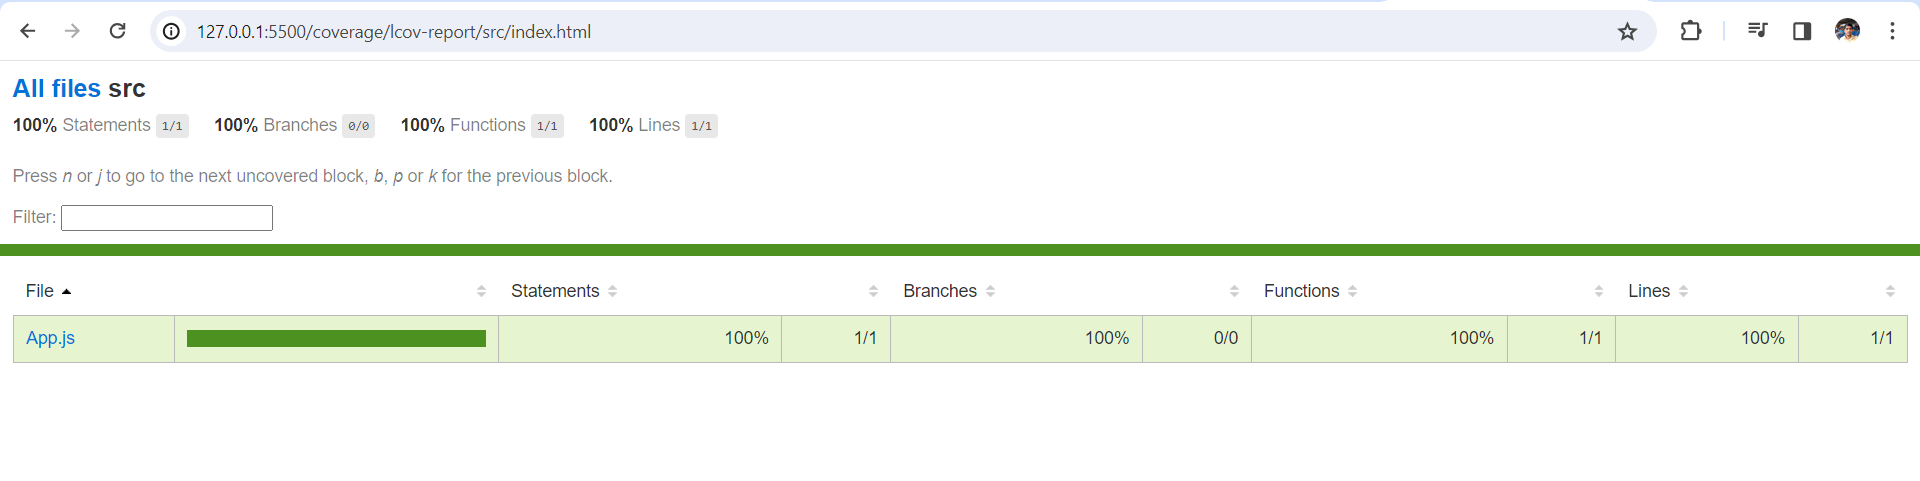 127.0.0.1:5500/coverage/lcov-report/src/index.html
All files src
100% Statements 1/1 100% Branches 0/0 100% Functions 1/1 100% Lines 1/1
Press n or j to go to the next uncovered block, b, p or k for the previous block.
Filter:
File Statements Branches Functions Lines
App.js 100% 1/1 100% 0/0 100% 1/1 100% 1/1